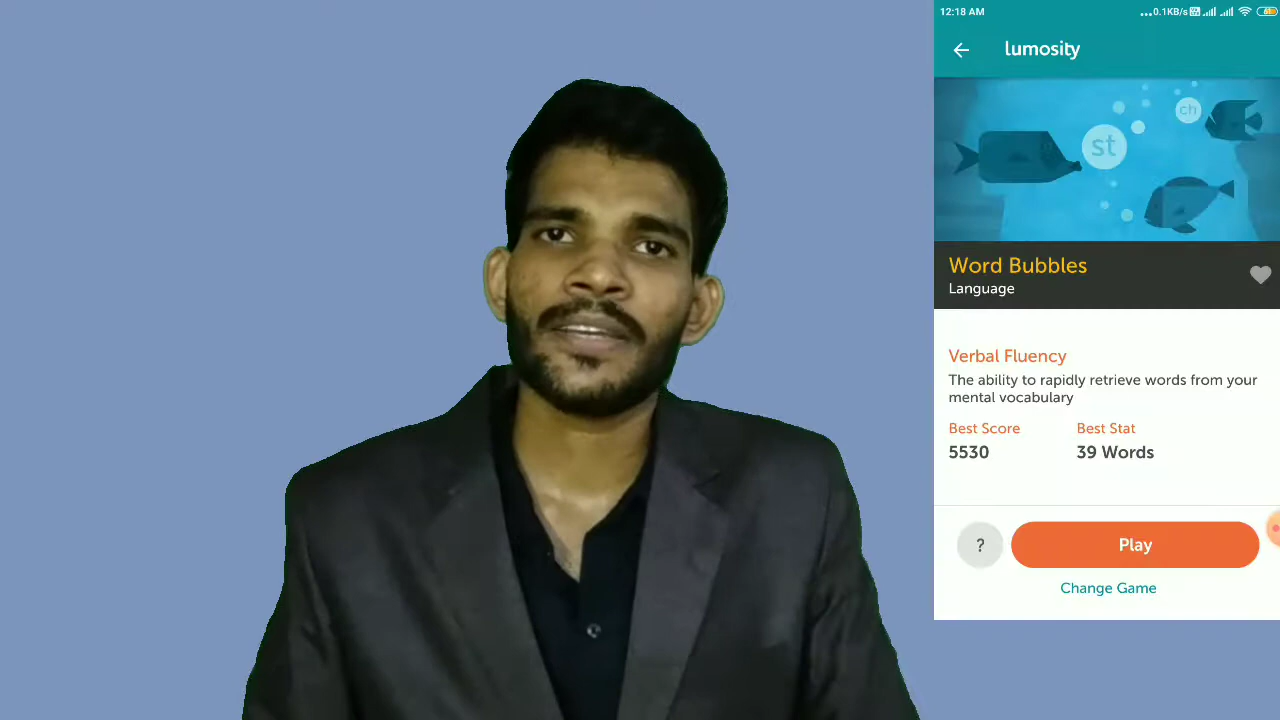 12:18 AM
...0.1KB/s
lumosity
ch
st
Word Bubbles
Language
Verbal Fluency
The ability to rapidly retrieve words from your
mental vocabulary
Best Score
Best Stat
5530
39 Words
?
Play
Change Game